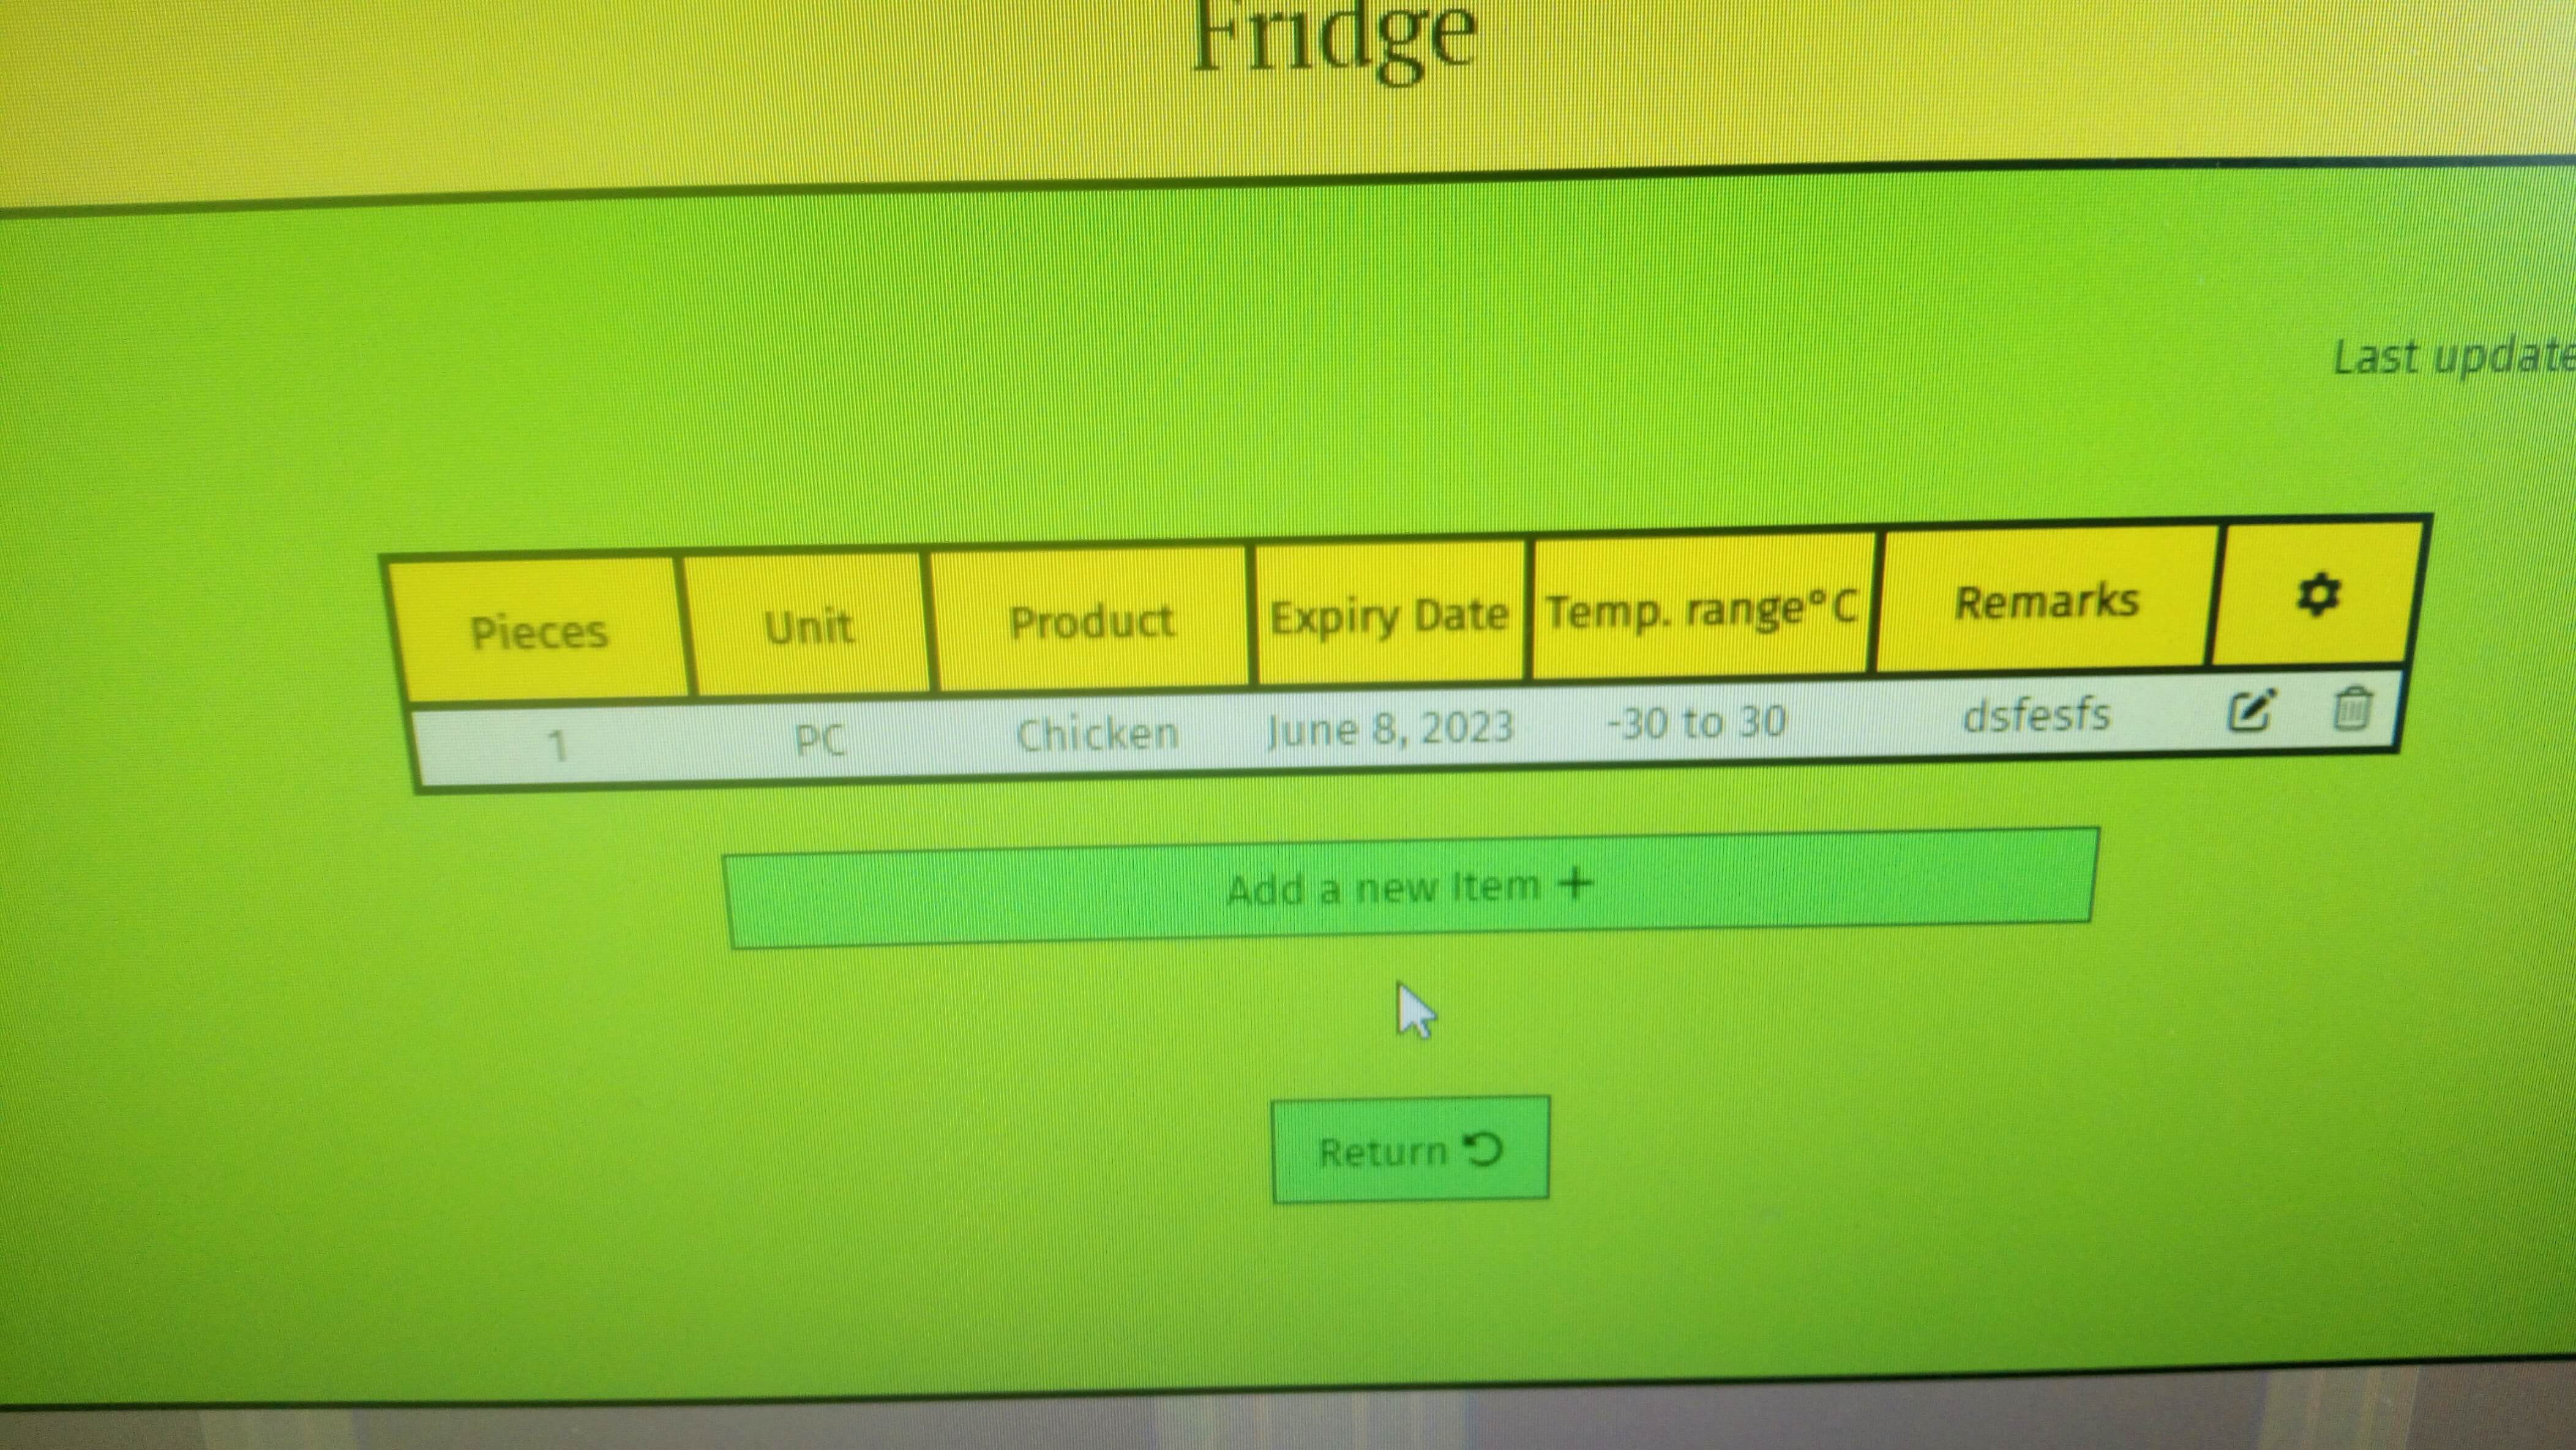 Fridge
Last update
Pieces Unit Product Expiry Date Temp. range°C Remarks
1 PC Chicken June 8, 2023 -30 to 30 dsfesfs
Add a new Item +
Return